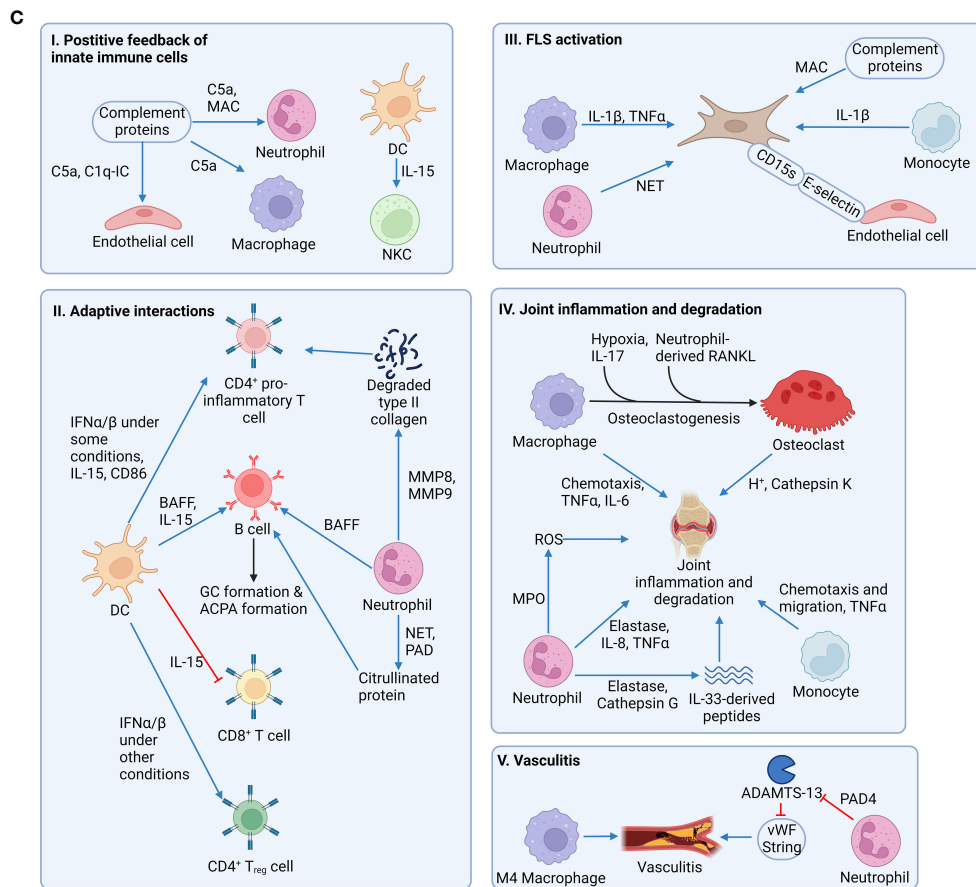 C
I. Postitive feedback of
innate immune cells
Complement
proteins
C5a,
MAC
Neutrophil
C5a, C1q-IC
C5a
Endothelial cell
Macrophage
DC
IL-15
NKC
III. FLS activation
Complement
proteins
MAC
IL-1β, TNFα
Macrophage
IL-1β
Monocyte
NET
Neutrophil
CD15s
E-selectin
Endothelial cell
II. Adaptive interactions
CD4⁺ pro-
inflammatory T
cell
Degraded
type II
collagen
IFNα/β under
some
conditions,
IL-15, CD86
MMP8,
MMP9
BAFF,
IL-15
B cell
BAFF
GC formation &
ACPA formation
DC
Neutrophil
NET,
PAD
Citrullinated
protein
IL-15
CD8⁺ T cell
IFNα/β
under
other
conditions
CD4⁺ Treg cell
IV. Joint inflammation and degradation
Hypoxia,
IL-17
Neutrophil-
derived RANKL
Osteoclastogenesis
Macrophage
Osteoclast
Chemotaxis,
TNFα, IL-6
H⁺, Cathepsin K
ROS
Joint
inflammation and
degradation
MPO
Chemotaxis and
migration, TNFα
Elastase,
IL-8, TNFα
Neutrophil
Elastase,
Cathepsin G
IL-33-derived
peptides
Monocyte
V. Vasculitis
ADAMTS-13
PAD4
vWF
String
M4 Macrophage
Vasculitis
Neutrophil